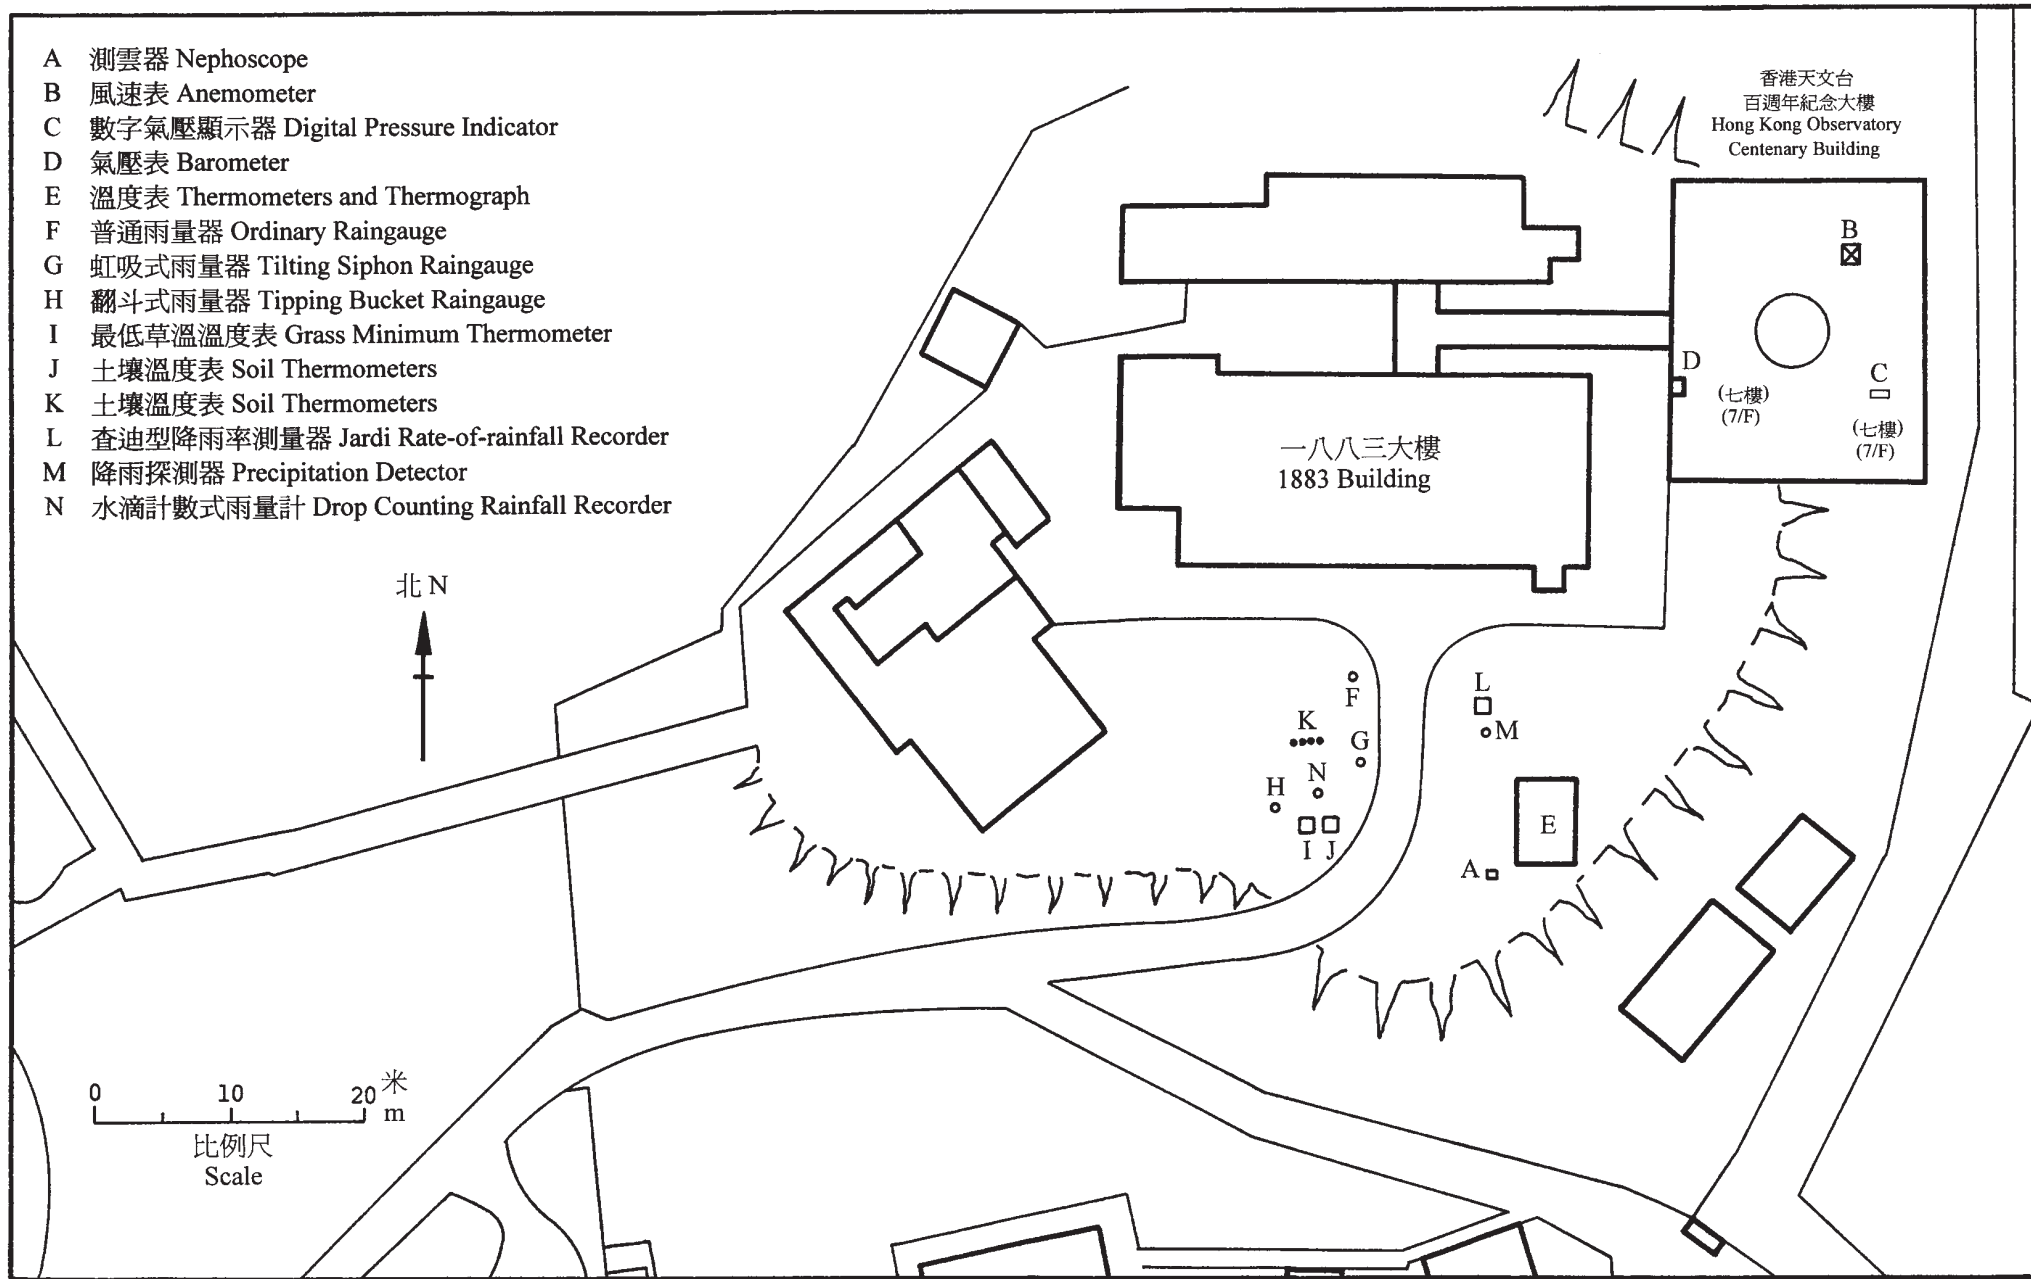 A 測雲器 Nephoscope
B 風速表 Anemometer
C 數字氣壓顯示器 Digital Pressure Indicator
D 氣壓表 Barometer
E 溫度表 Thermometers and Thermograph
F 普通雨量器 Ordinary Raingauge
G 虹吸式雨量器 Tilting Siphon Raingauge
H 翻斗式雨量器 Tipping Bucket Raingauge
I 最低草溫溫度表 Grass Minimum Thermometer
J 土壤溫度表 Soil Thermometers
K 土壤溫度表 Soil Thermometers
L 查迪型降雨率測量器 Jardi Rate-of-rainfall Recorder
M 降雨探測器 Precipitation Detector
N 水滴計數式雨量計 Drop Counting Rainfall Recorder
香港天文台
百週年紀念大樓
Hong Kong Observatory
Centenary Building
B
D
C
(七樓)
(7/F)
(七樓)
(7/F)
一八八三大樓
1883 Building
北 N
F
L
K
M
G
N
H
E
I J
A
0 10 20 米
m
比例尺
Scale